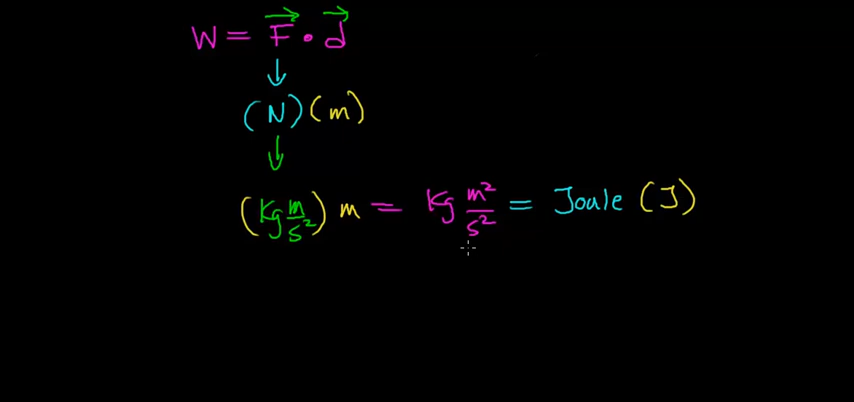 W = F⃗ • d⃗
(N)(m)
(Kg m/s²) m = Kg m²/s² = Joule (J)